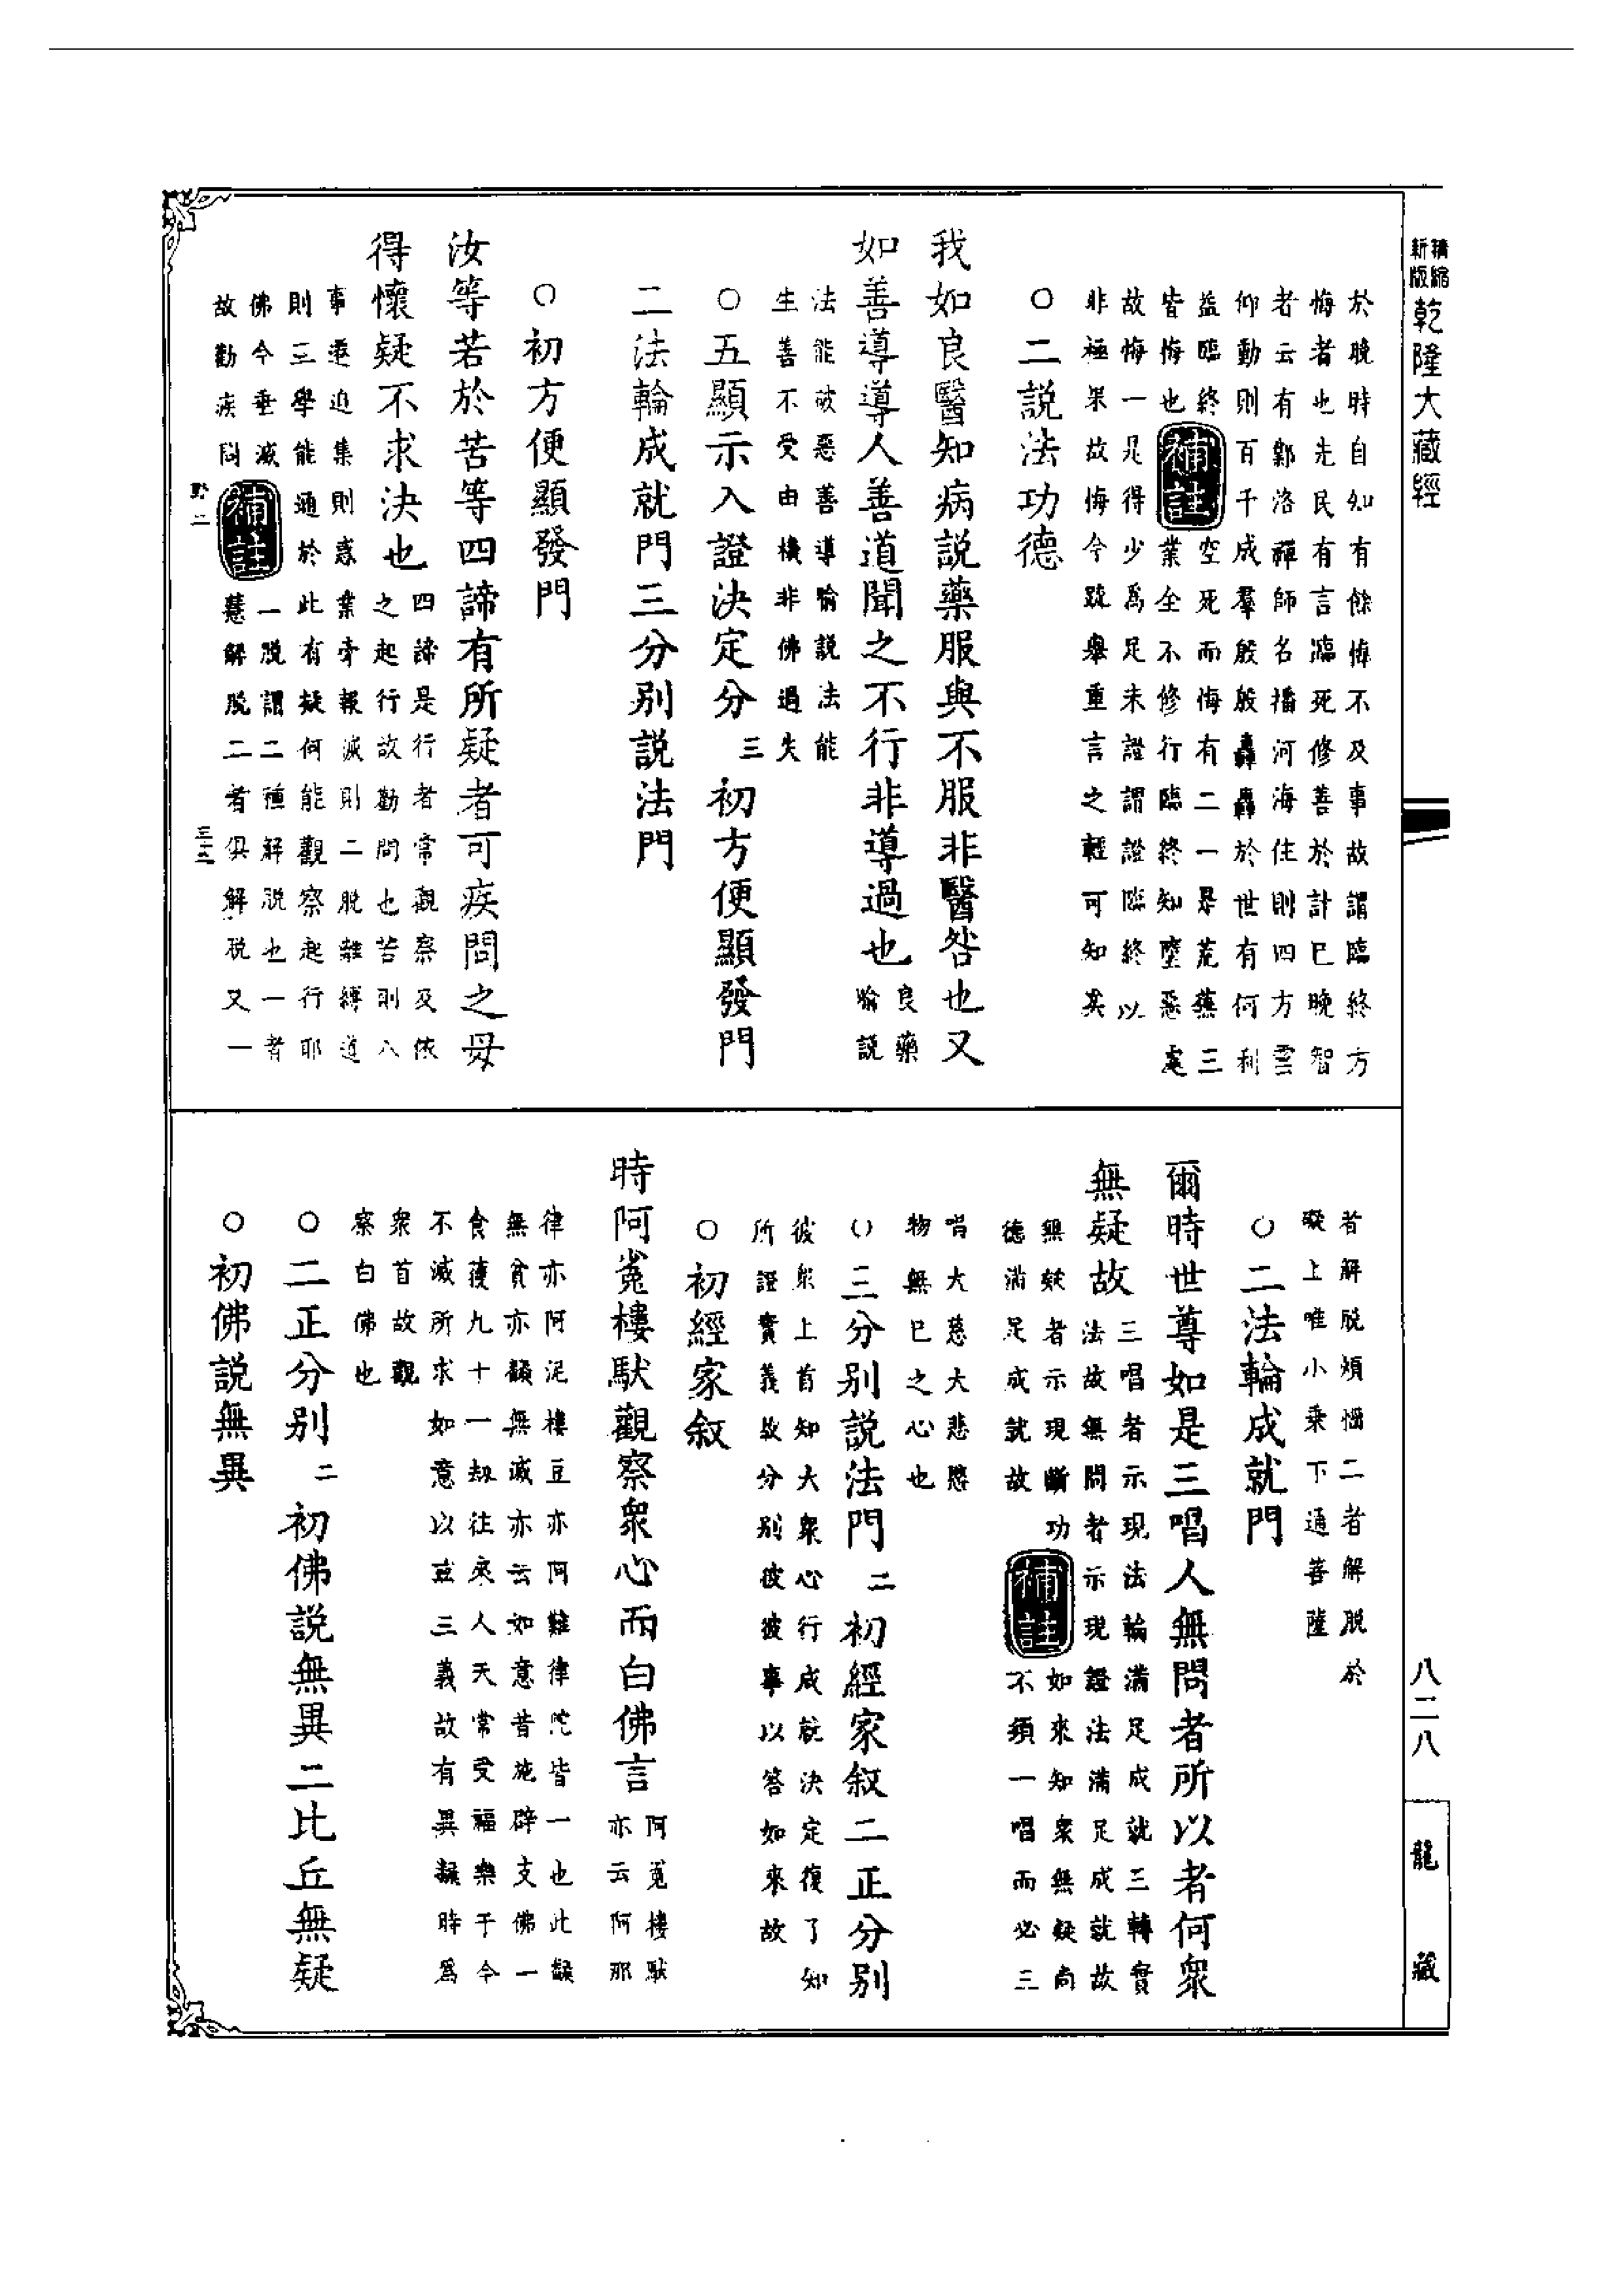 精縮新版乾隆大藏經
於晚時自知有餘悔不及事故謂臨終方
悔者也先民有言臨死修善於計已晚智
者云有鄭洛禪師名播河海住則四方雲
仰動則百千成羣殷殷轟轟於世有何利
益臨終空死而悔有二一是荒蕪三
皆悔也補註業全不修行臨終知墮惡處
故悔一是得少為足未證謂證臨終以
非極果故悔今疏舉重言之輕可知矣
○二說法功德
我如良醫知病說藥服與不服非醫咎也又
如善導導人善道聞之不行非導過也良藥喻説
法能破惡善導喻説法能
生善不受由機非佛過失
○五顯示入證決定分三初方便顯發門
二法輪成就門三分別說法門
○初方便顯發門
汝等若於苦等四諦有所疑者可疾問之毋
得懷疑不求決也四諦是行者常觀察及依之起行故勸問也苦則八
事逼迫集則惑業牽報滅則二脫離縛道
則三學能通於此有疑何能觀察起行耶
佛今垂滅故勸疾問補註一脫謂二種解脫也一者慧解脫二者俱解脫又一
者解脫煩惱二者解脫於
礙上唯小乘下通菩薩
○二法輪成就門
爾時世尊如是三唱人無問者所以者何眾
無疑故三唱者示現法輪滿足成就三轉實法故無問者示現證法滿足成就故
無疑者示現斷功德滿足成就故補註如來知眾無疑尚不須一唱而必三
唱大慈大悲愍
物無已之心也
○三分別說法門二初經家叙二正分別
彼眾上首知大眾心行成就決定復了知
所證實義故分別彼彼事以答如來故
○初經家叙
時阿㝹樓馱觀察眾心而白佛言阿㝹樓馱亦云阿那
律亦阿泥樓豆亦阿難律陀皆一也此翻
無貧亦翻無滅亦云如意昔施辟支佛一
食獲九十一劫往來人天常受福樂于今
不滅所求如意以茲三義故有異翻時為
眾首故觀
察白佛也
○二正分別二初佛說無異二比丘無疑
○初佛說無異
㸃二
三三
八二八
龍藏